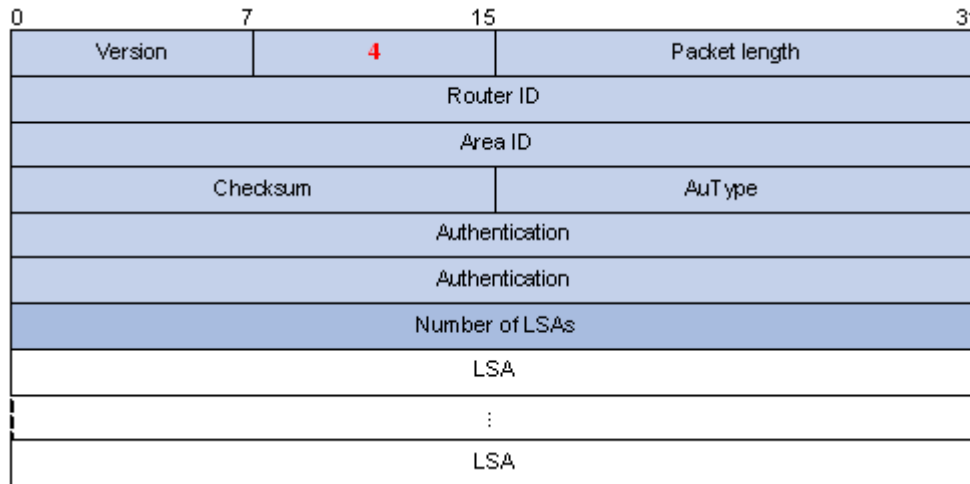 0 7 15 31
Version 4 Packet length
Router ID
Area ID
Checksum AuType
Authentication
Authentication
Number of LSAs
LSA
⋮
LSA